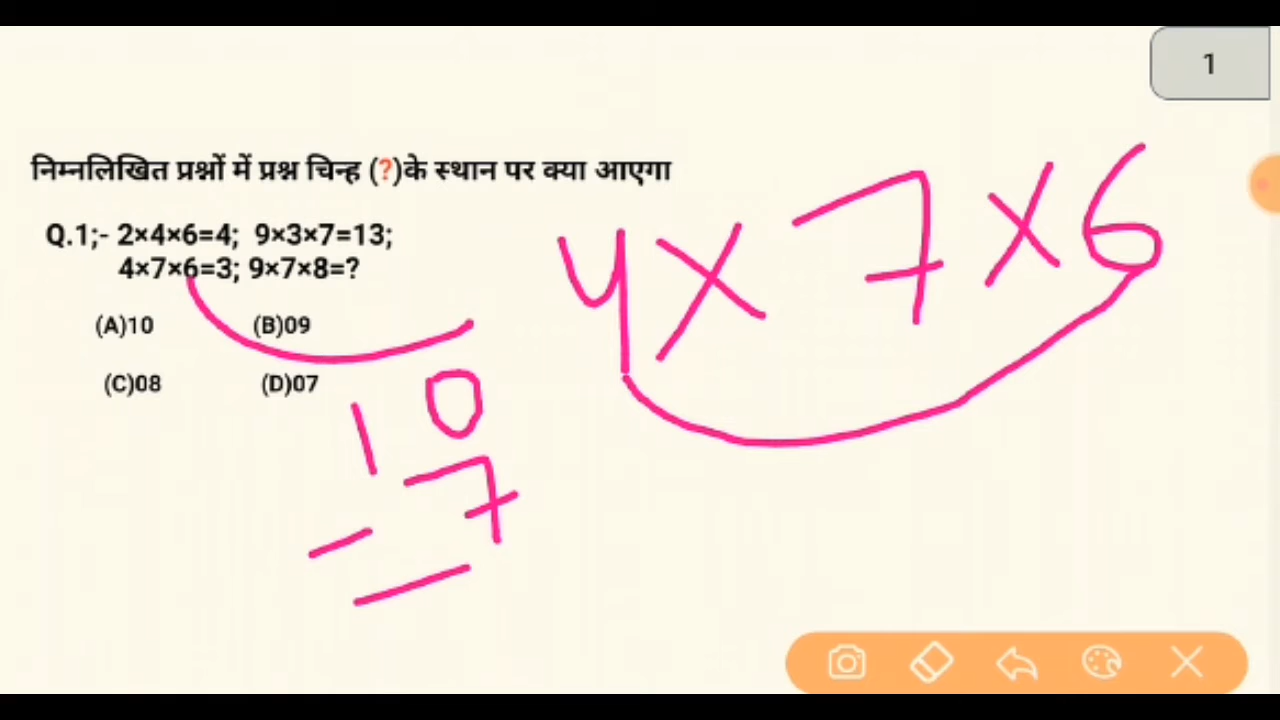 1
निम्नलिखित प्रश्नों में प्रश्न चिन्ह (?)के स्थान पर क्या आएगा
Q.1;- 2×4×6=4; 9×3×7=13;
4×7×6=3; 9×7×8=?
(A)10 (B)09
(C)08 (D)07
4×7×6
10
-7